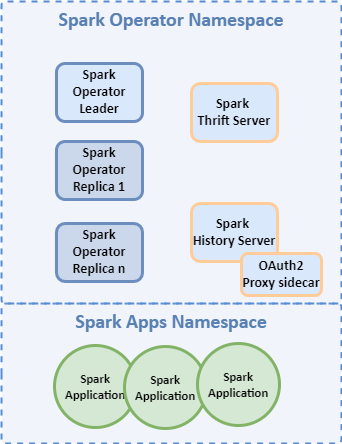 Spark Operator Namespace
Spark
Operator
Leader
Spark
Thrift Server
Spark
Operator
Replica 1
Spark
Operator
Replica n
Spark
History Server
OAuth2
Proxy sidecar
Spark Apps Namespace
Spark
Application
Spark
Application
Spark
Application